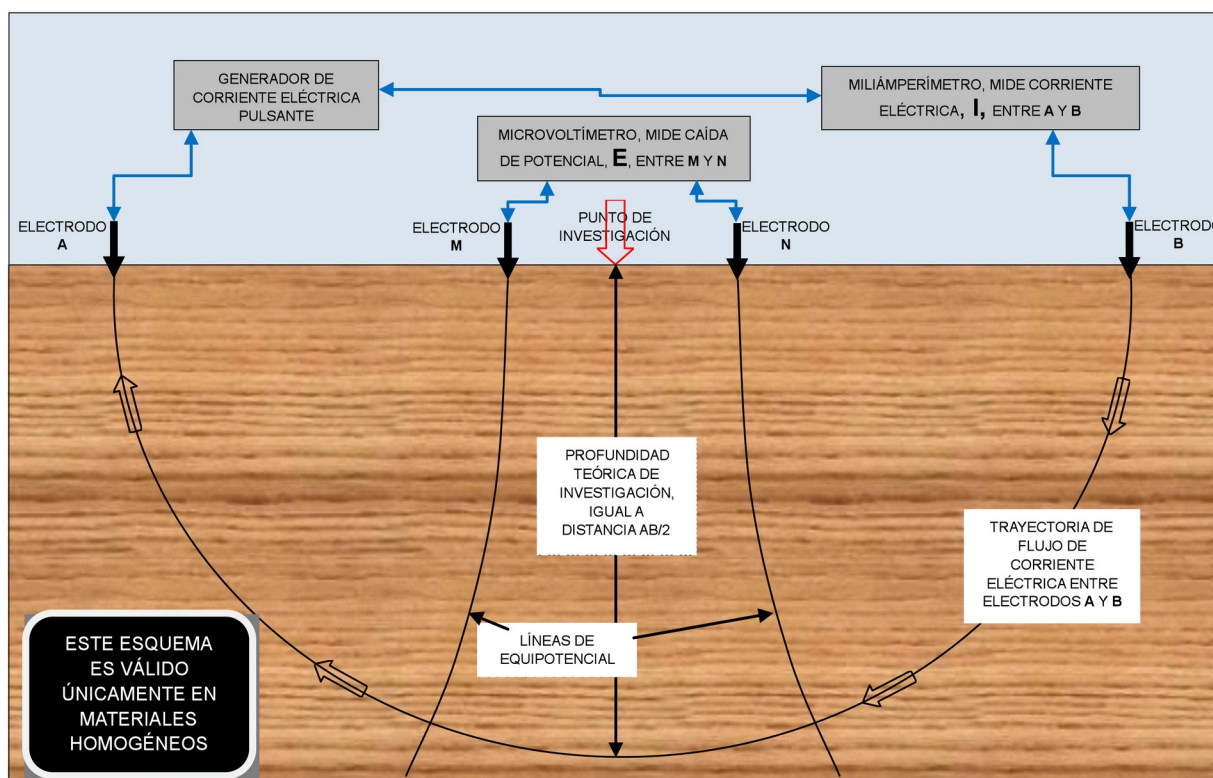 GENERADOR DE
CORRIENTE ELÉCTRICA
PULSANTE
MILIÁMPERÍMETRO, MIDE CORRIENTE
ELÉCTRICA, I, ENTRE A Y B
MICROVOLTÍMETRO, MIDE CAÍDA
DE POTENCIAL, E, ENTRE M Y N
ELECTRODO
A
ELECTRODO
M
PUNTO DE
INVESTIGACIÓN
ELECTRODO
N
ELECTRODO
B
PROFUNDIDAD
TEÓRICA DE
INVESTIGACIÓN,
IGUAL A
DISTANCIA AB/2
TRAYECTORIA DE
FLUJO DE
CORRIENTE
ELÉCTRICA ENTRE
ELECTRODOS A Y B
LÍNEAS DE
EQUIPOTENCIAL
ESTE ESQUEMA
ES VÁLIDO
ÚNICAMENTE EN
MATERIALES
HOMOGÉNEOS